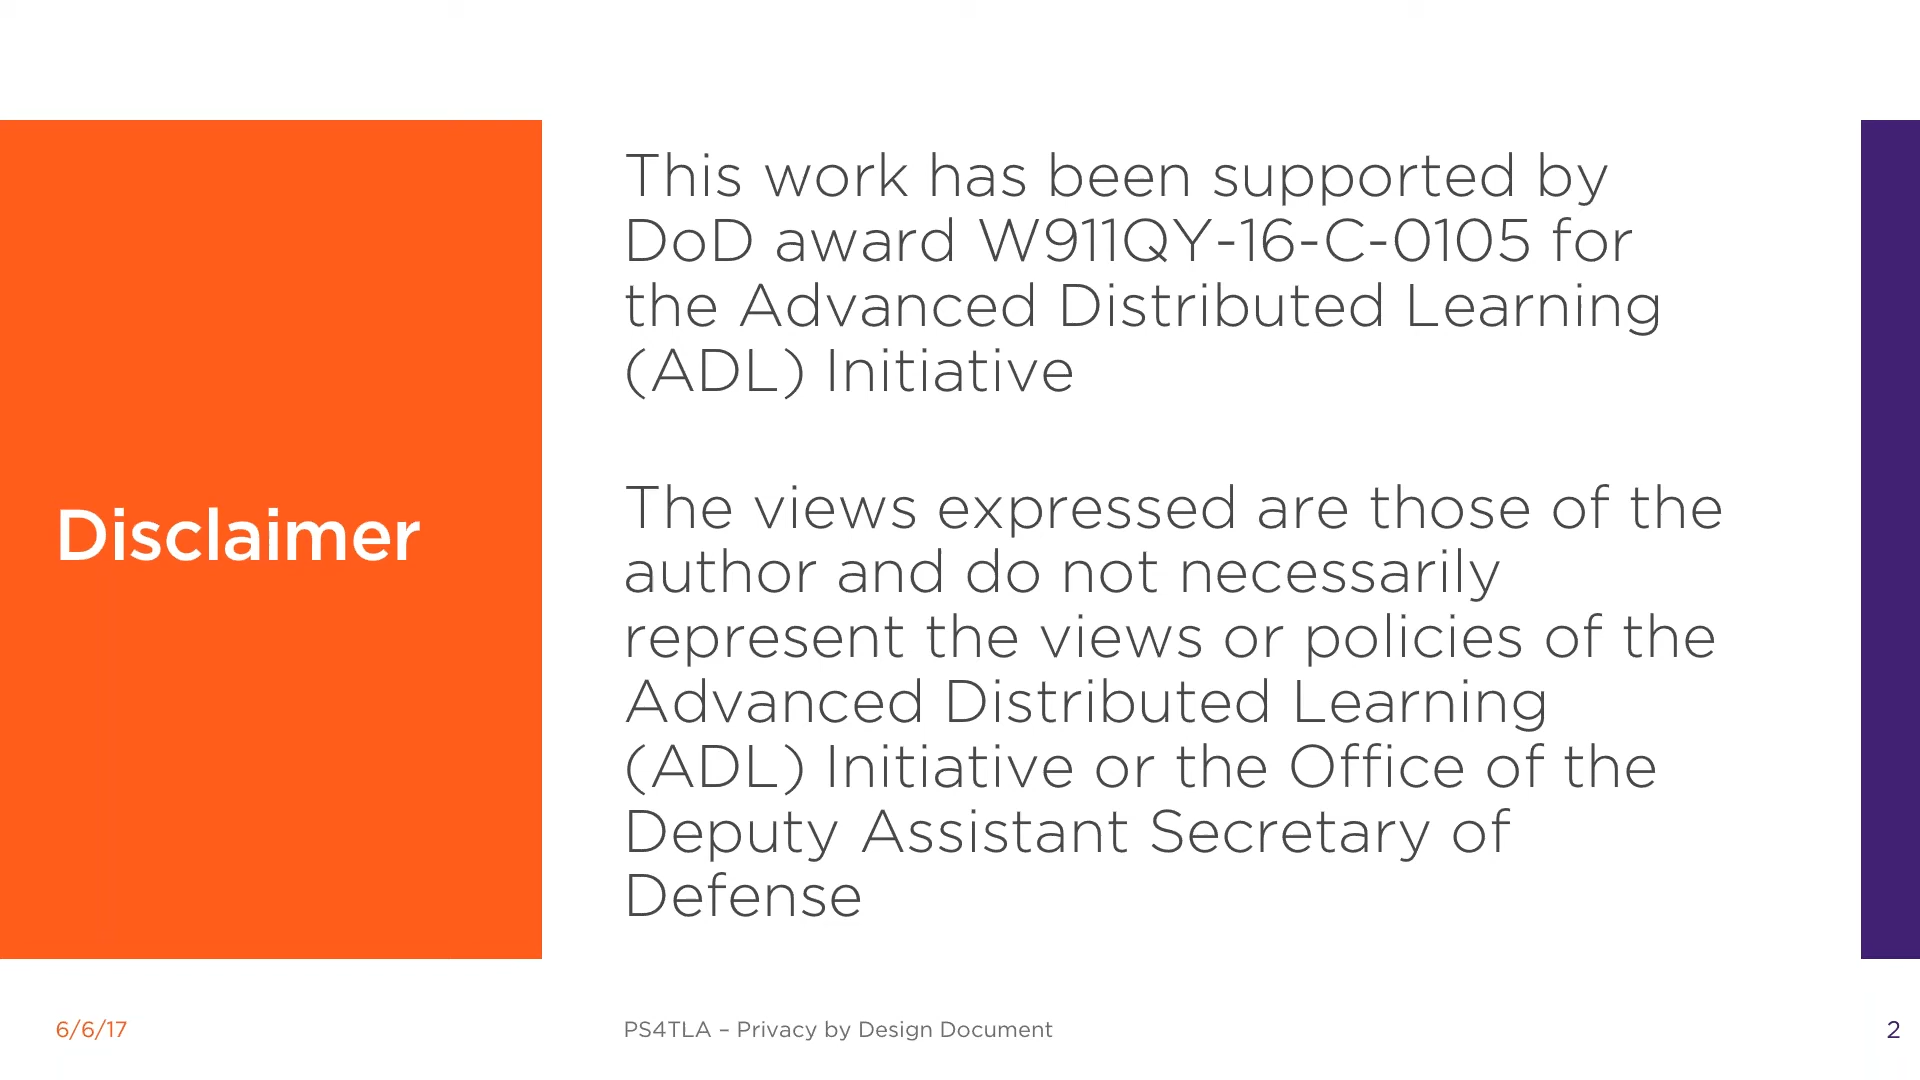 Disclaimer
This work has been supported by
DoD award W911QY-16-C-0105 for
the Advanced Distributed Learning
(ADL) Initiative
The views expressed are those of the
author and do not necessarily
represent the views or policies of the
Advanced Distributed Learning
(ADL) Initiative or the Office of the
Deputy Assistant Secretary of
Defense
6/6/17
PS4TLA – Privacy by Design Document
2